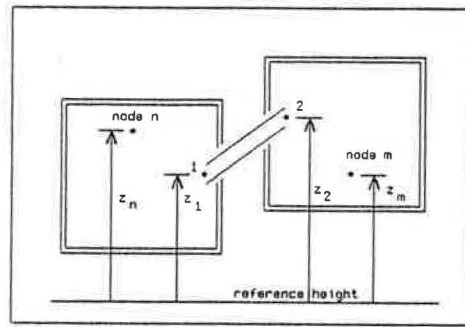 node n
2
1
node m
z n
z 1
z 2
z m
reference height